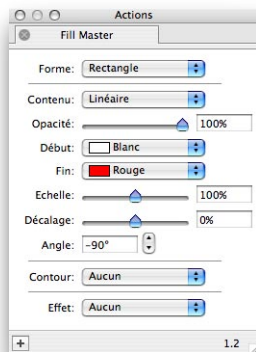 Actions
Fill Master
Forme: Rectangle
Contenu: Linéaire
Opacité: 100%
Début: Blanc
Fin: Rouge
Echelle: 100%
Décalage: 0%
Angle: -90°
Contour: Aucun
Effet: Aucun
+ 1.2